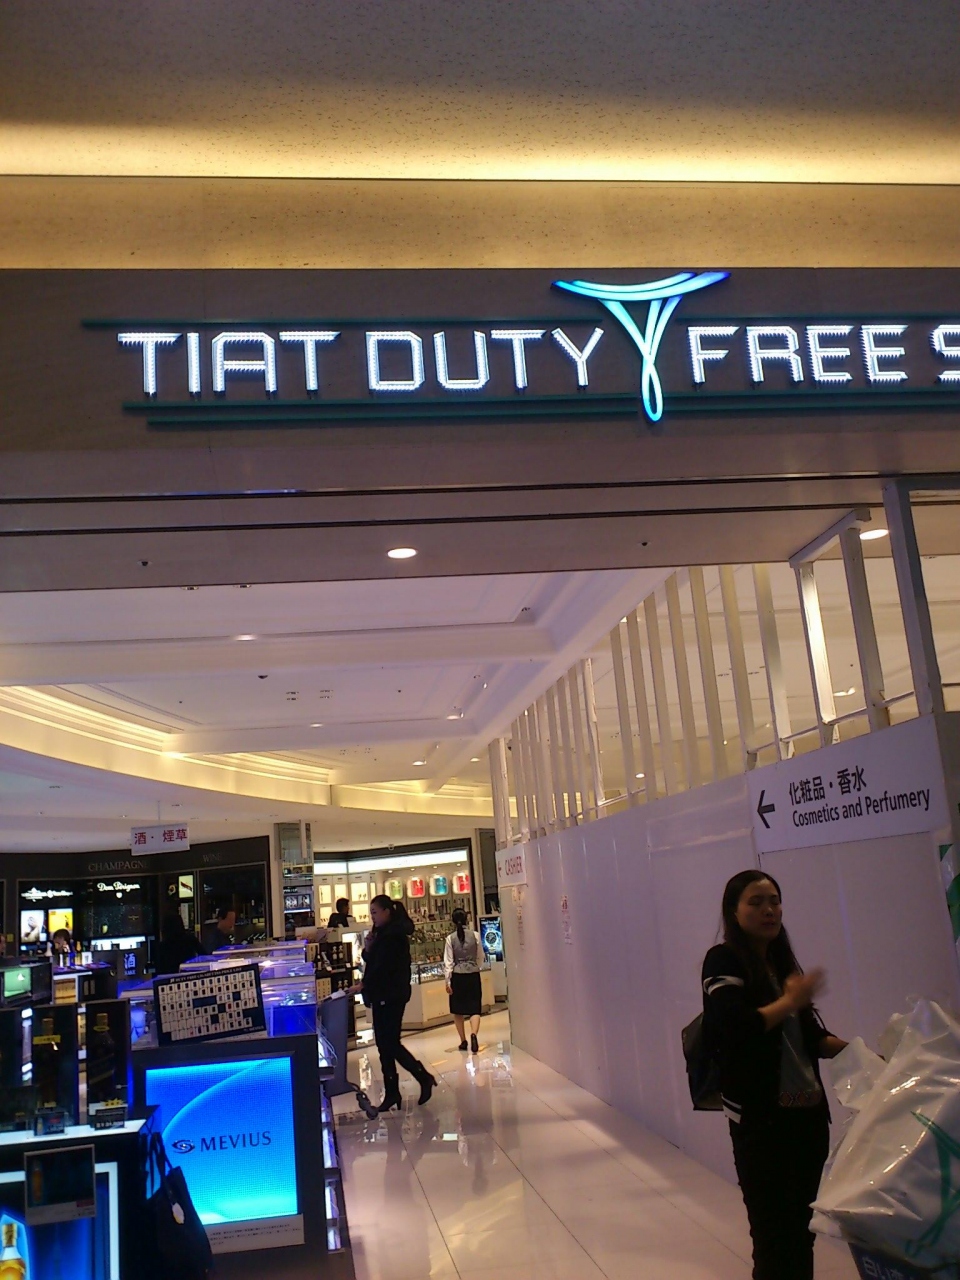 TIAT DUTY FREE S
化粧品・香水
Cosmetics and Perfumery
酒・煙草
CASHIER
CHAMPAGNE
WINE
Dom Pérignon
酒
MEVIUS